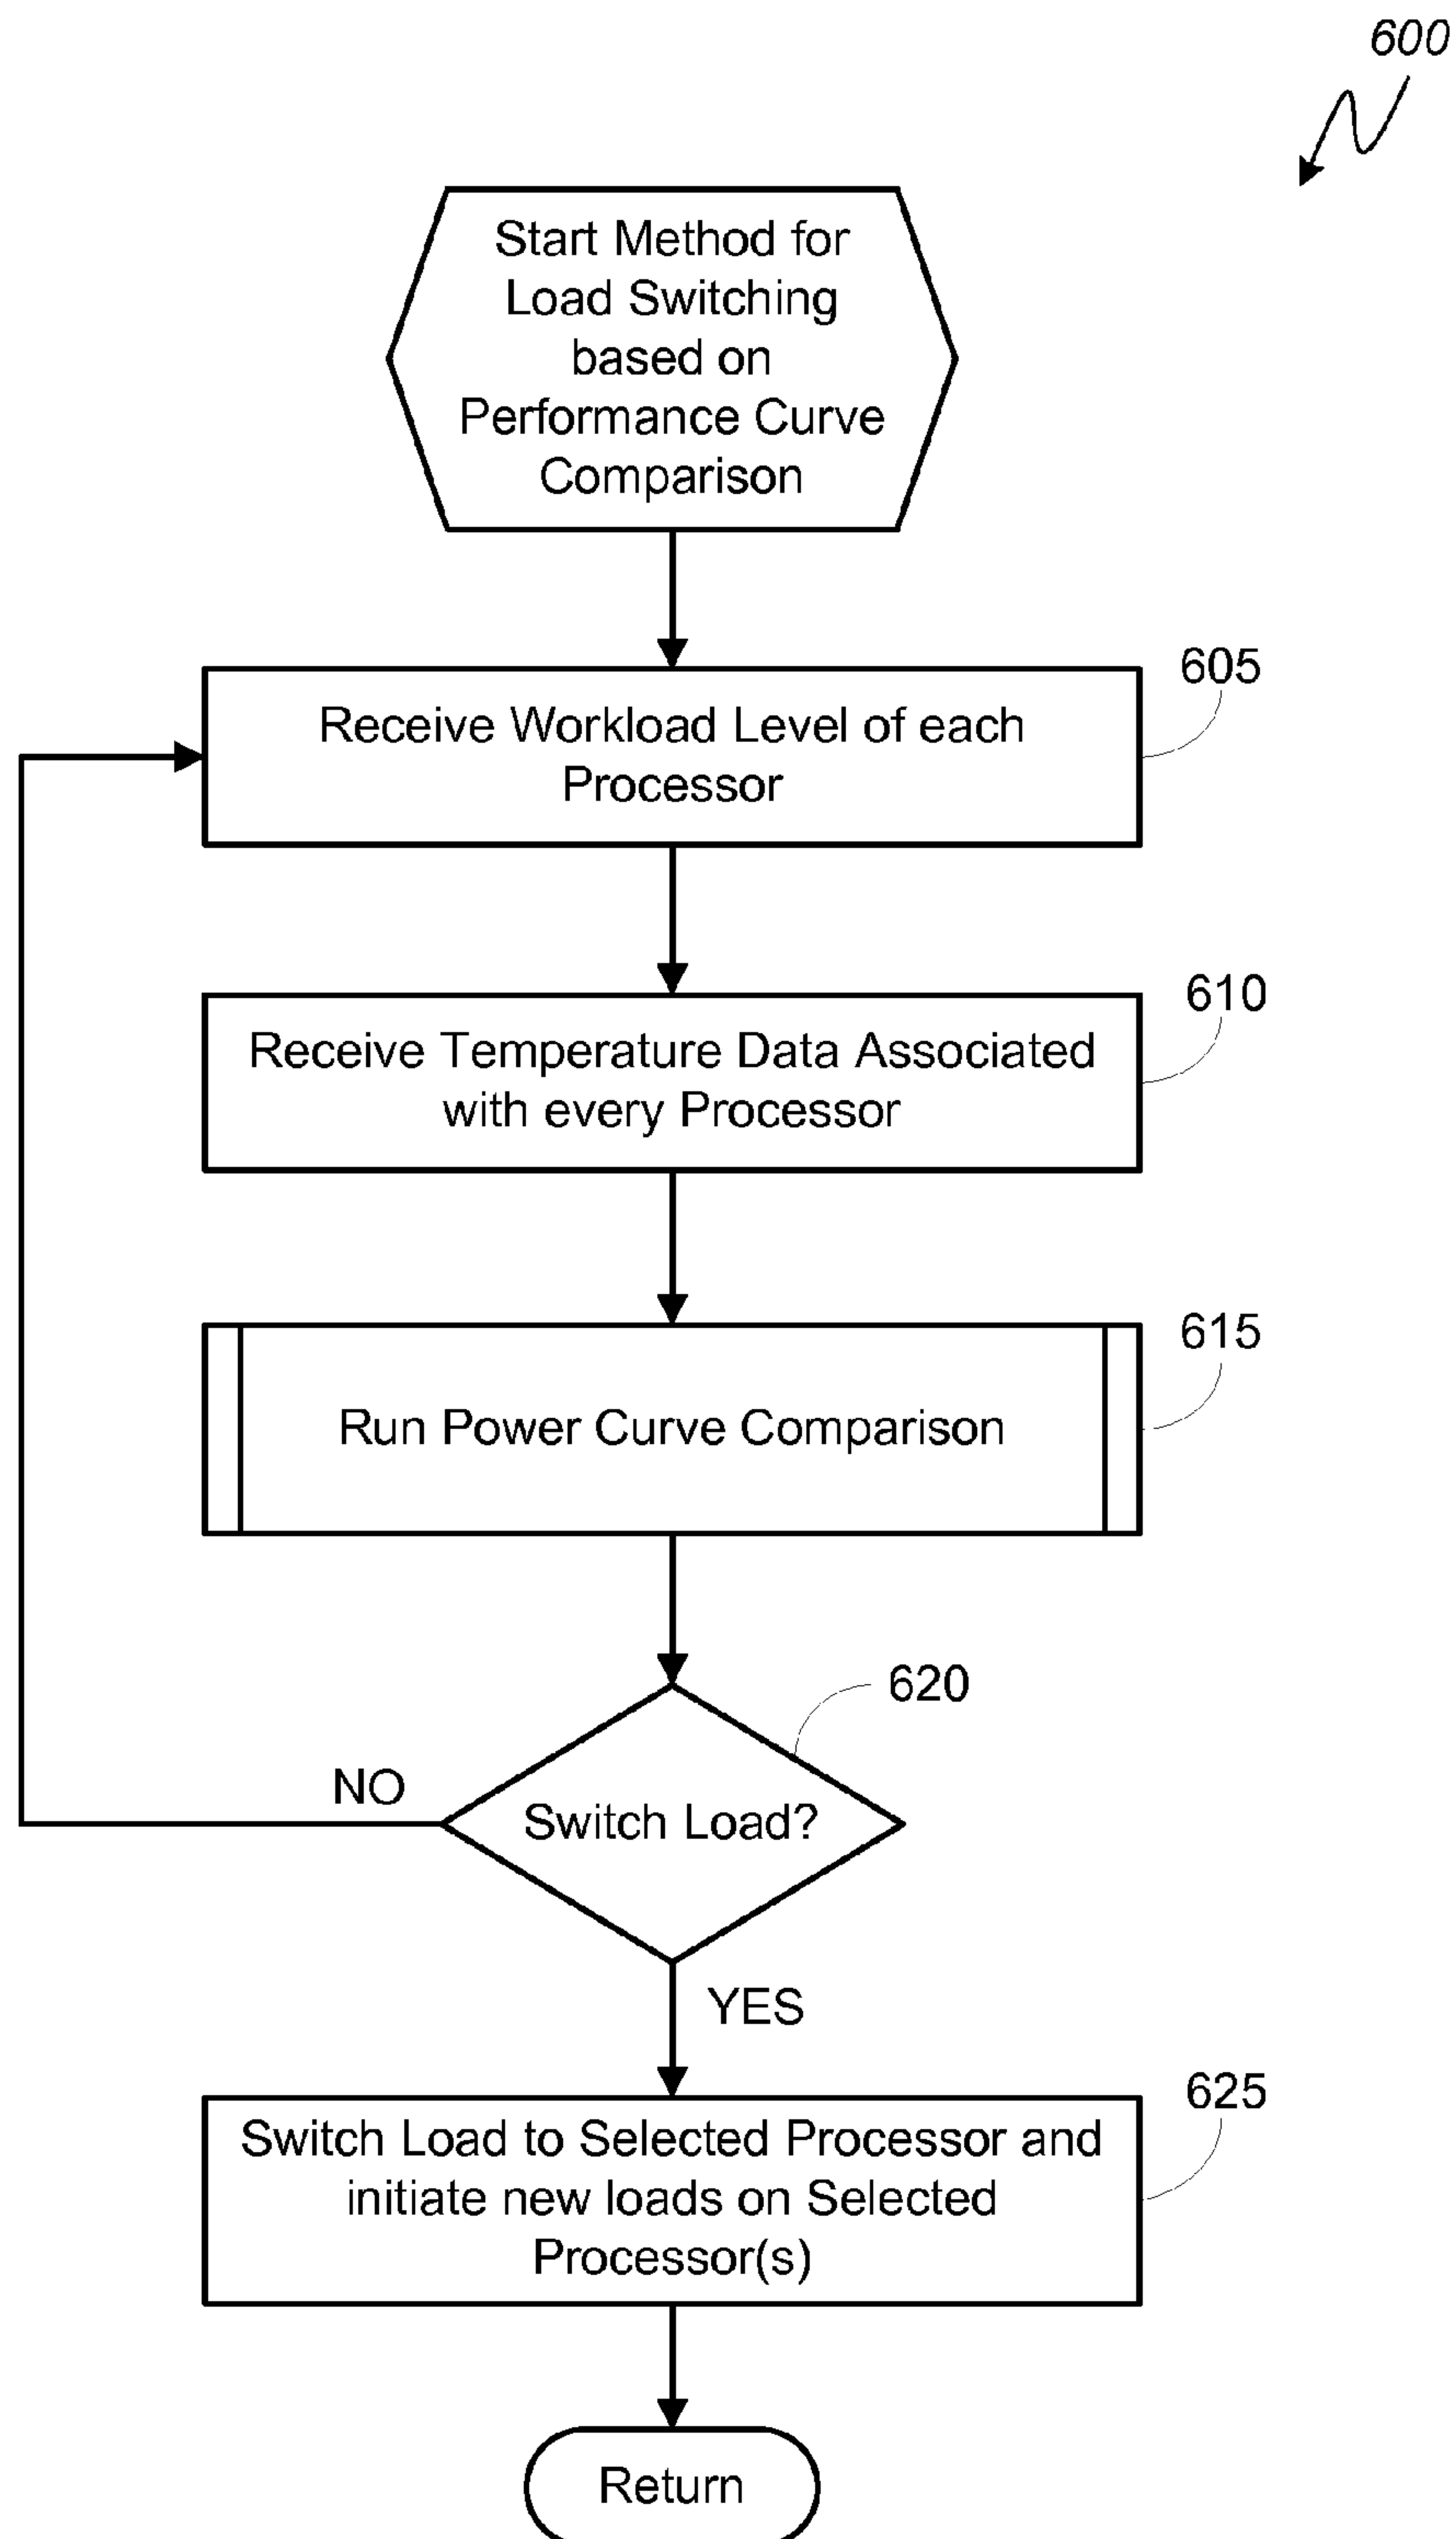 600
Start Method for
Load Switching
based on
Performance Curve
Comparison
605
Receive Workload Level of each
Processor
610
Receive Temperature Data Associated
with every Processor
615
Run Power Curve Comparison
620
NO
Switch Load?
YES
625
Switch Load to Selected Processor and
initiate new loads on Selected
Processor(s)
Return